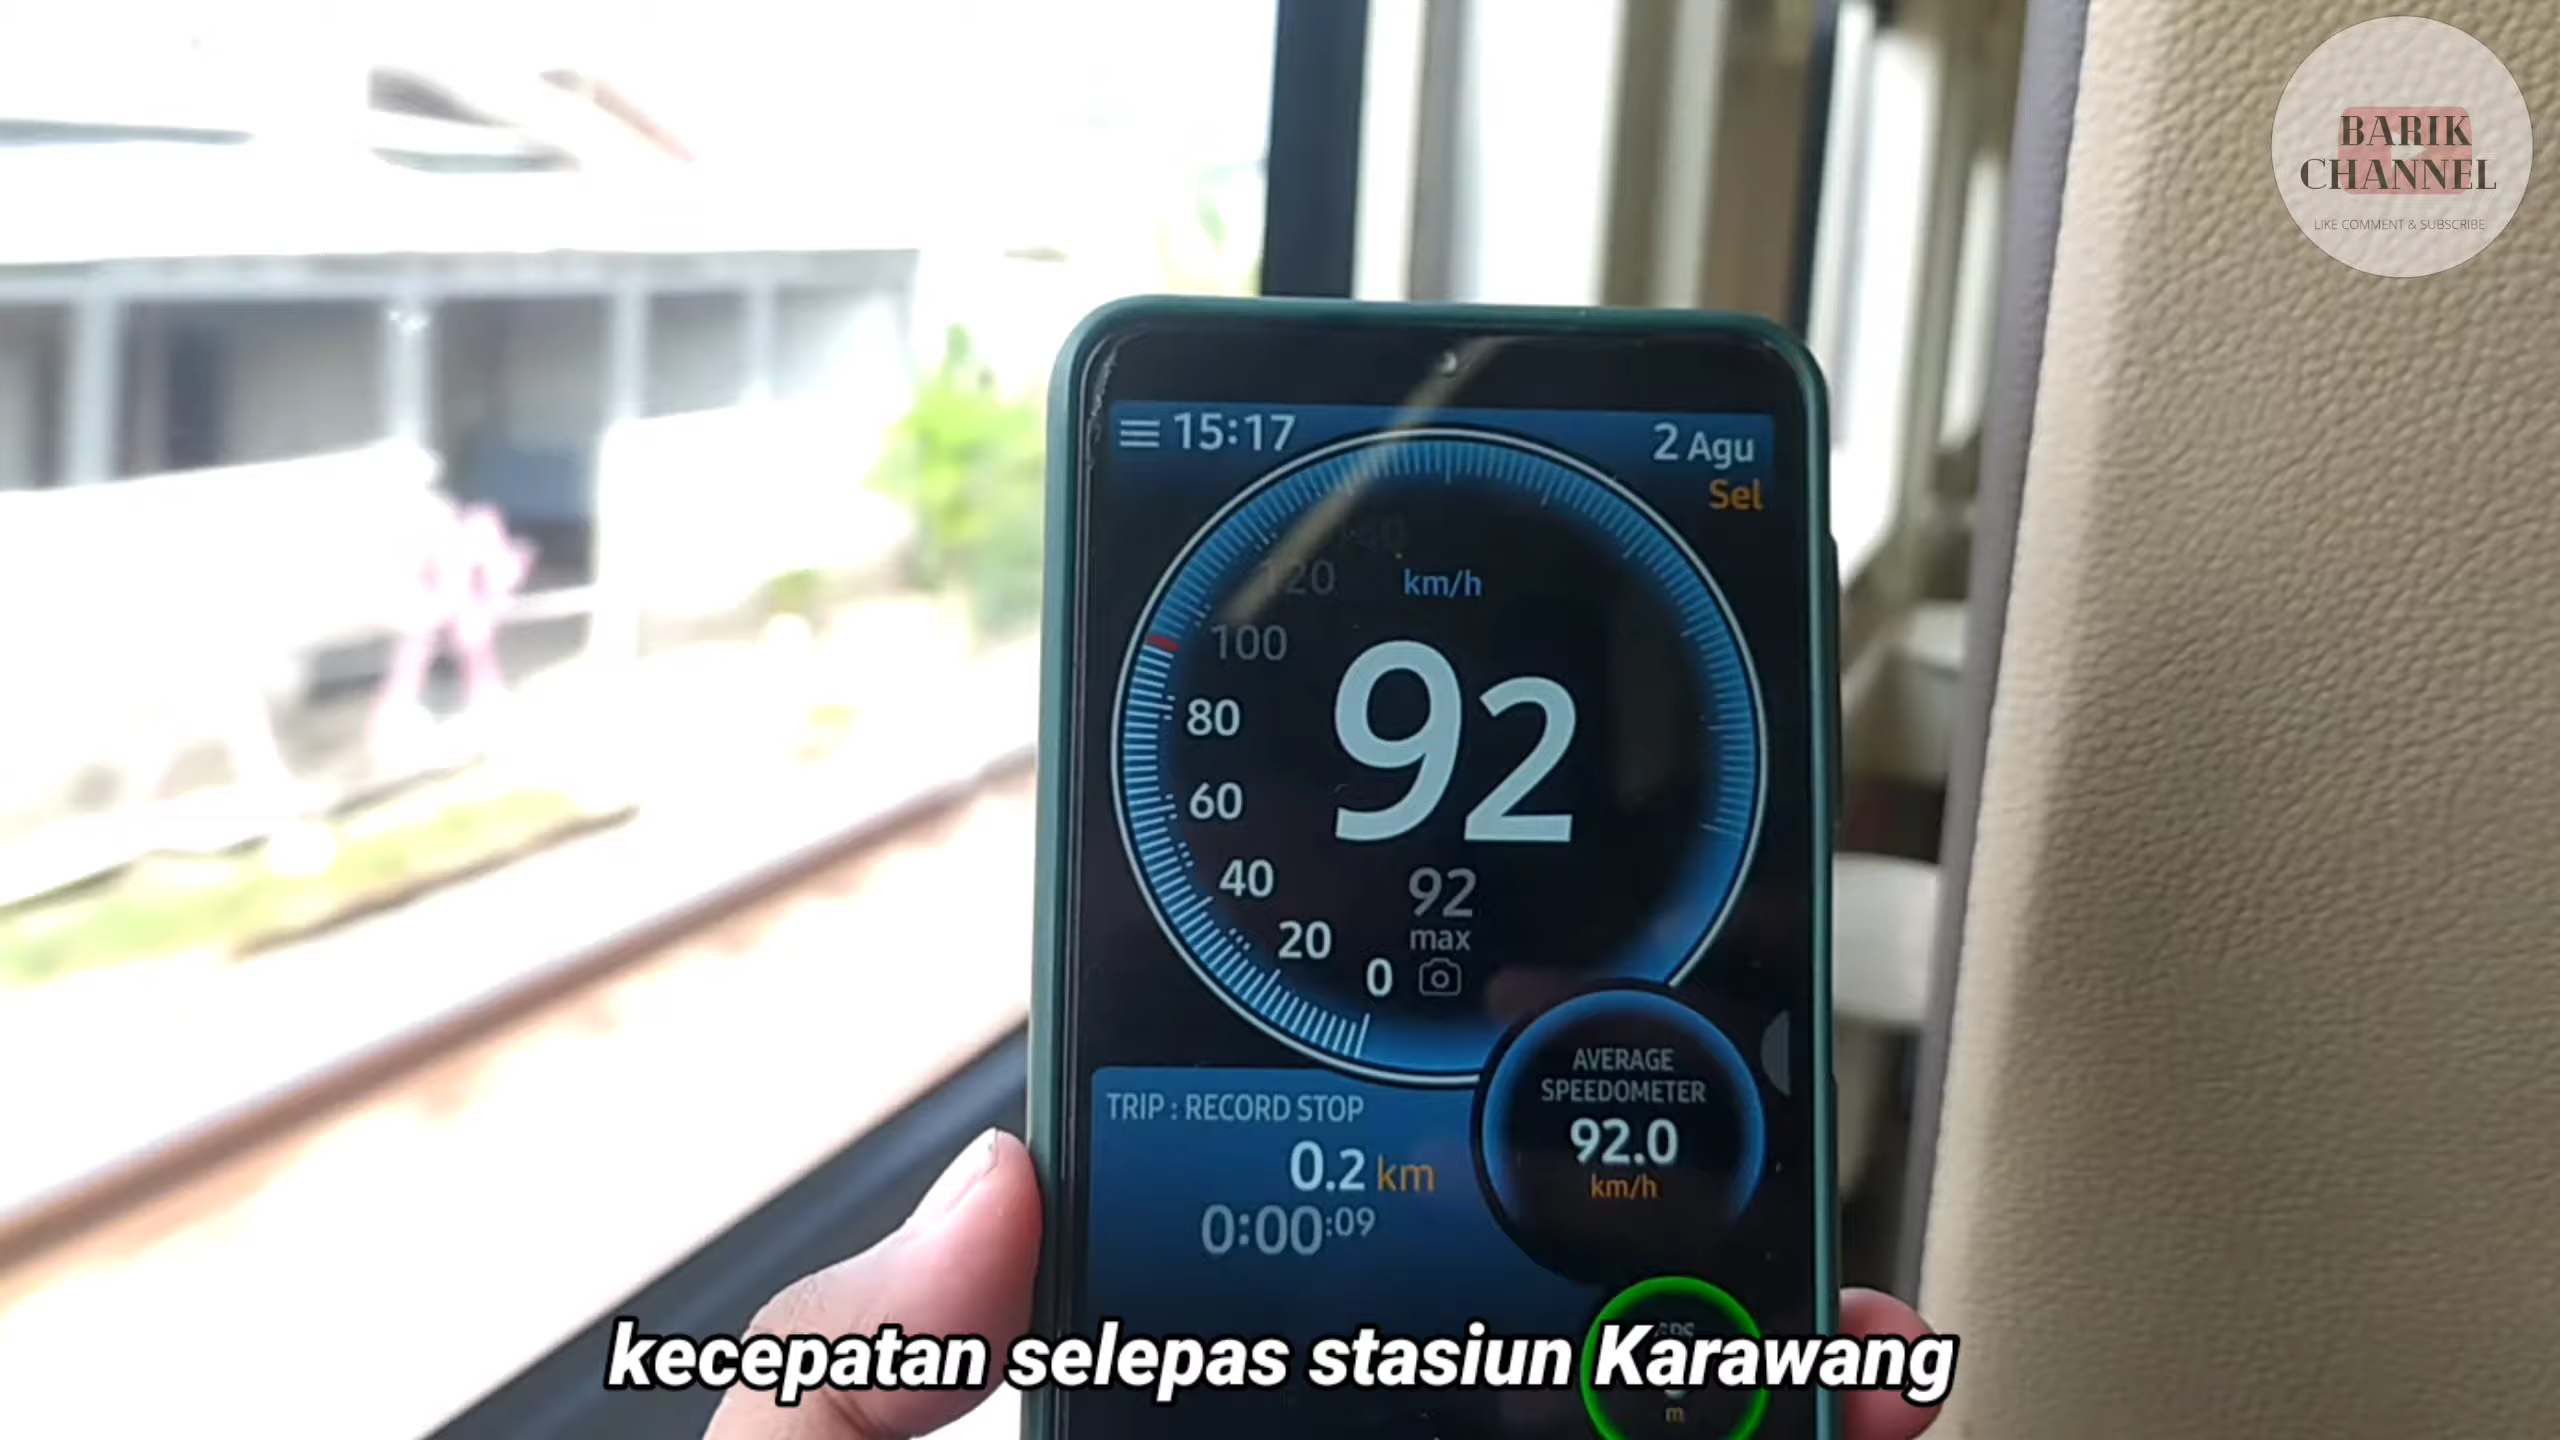 BARIK
CHANNEL
LIKE COMMENT & SUBSCRIBE
15:17
2 Agu
Sel
120
km/h
100
92
80
60
40
92
20
max
0
AVERAGE
SPEEDOMETER
92.0
km/h
TRIP : RECORD STOP
0.2 km
0:00:09
kecepatan selepas stasiun Karawang
m